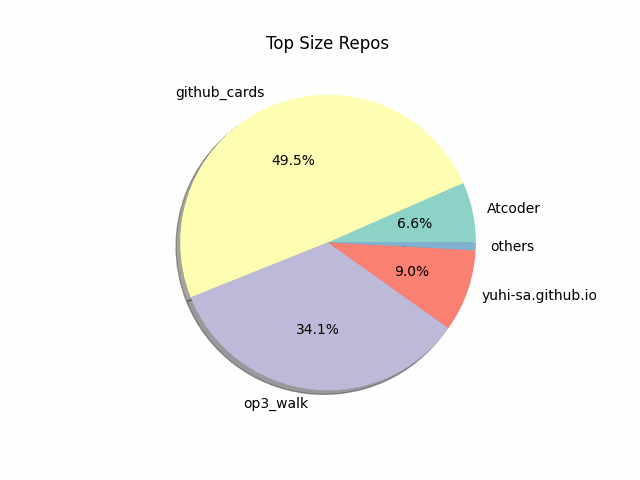 Top Size Repos
github_cards
49.5%
Atcoder
6.6%
others
9.0%
yuhi-sa.github.io
34.1%
op3_walk